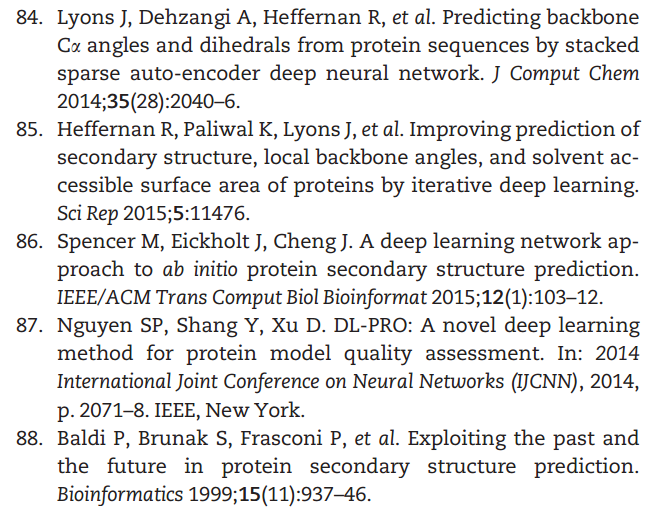 84. Lyons J, Dehzangi A, Heffernan R, et al. Predicting backbone
Cα angles and dihedrals from protein sequences by stacked
sparse auto-encoder deep neural network. J Comput Chem
2014;35(28):2040–6.
85. Heffernan R, Paliwal K, Lyons J, et al. Improving prediction of
secondary structure, local backbone angles, and solvent ac-
cessible surface area of proteins by iterative deep learning.
Sci Rep 2015;5:11476.
86. Spencer M, Eickholt J, Cheng J. A deep learning network ap-
proach to ab initio protein secondary structure prediction.
IEEE/ACM Trans Comput Biol Bioinformat 2015;12(1):103–12.
87. Nguyen SP, Shang Y, Xu D. DL-PRO: A novel deep learning
method for protein model quality assessment. In: 2014
International Joint Conference on Neural Networks (IJCNN), 2014,
p. 2071–8. IEEE, New York.
88. Baldi P, Brunak S, Frasconi P, et al. Exploiting the past and
the future in protein secondary structure prediction.
Bioinformatics 1999;15(11):937–46.